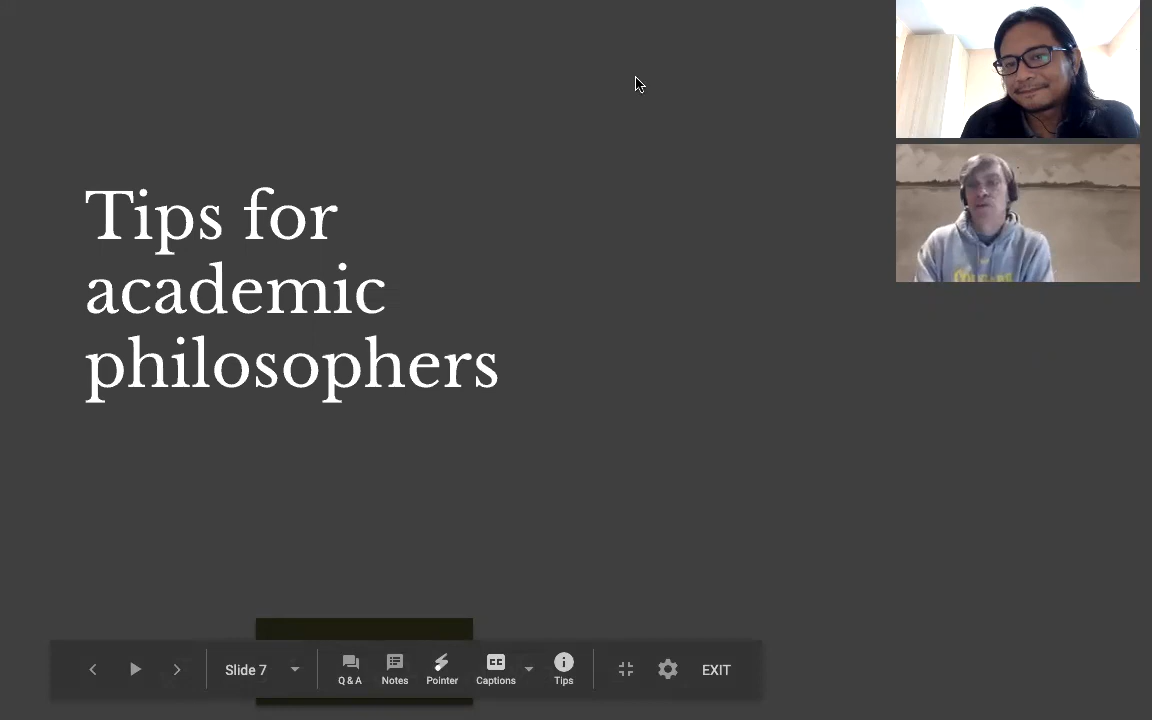 Tips for
academic
philosophers
Slide 7
Q & A
Notes
Pointer
Captions
Tips
EXIT